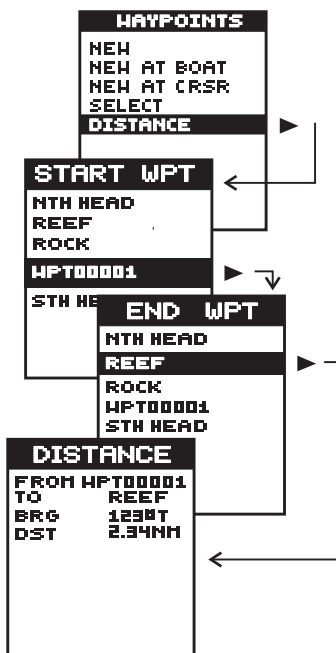 WAYPOINTS
NEW
NEW AT BOAT
NEW AT CRSR
SELECT
DISTANCE
START WPT
NTH HEAD
REEF
ROCK
WPT00001
STH HE
END WPT
NTH HEAD
REEF
ROCK
WPT00001
STH HEAD
DISTANCE
FROM WPT00001
TO REEF
BRG 123°T
DST 2.34NM